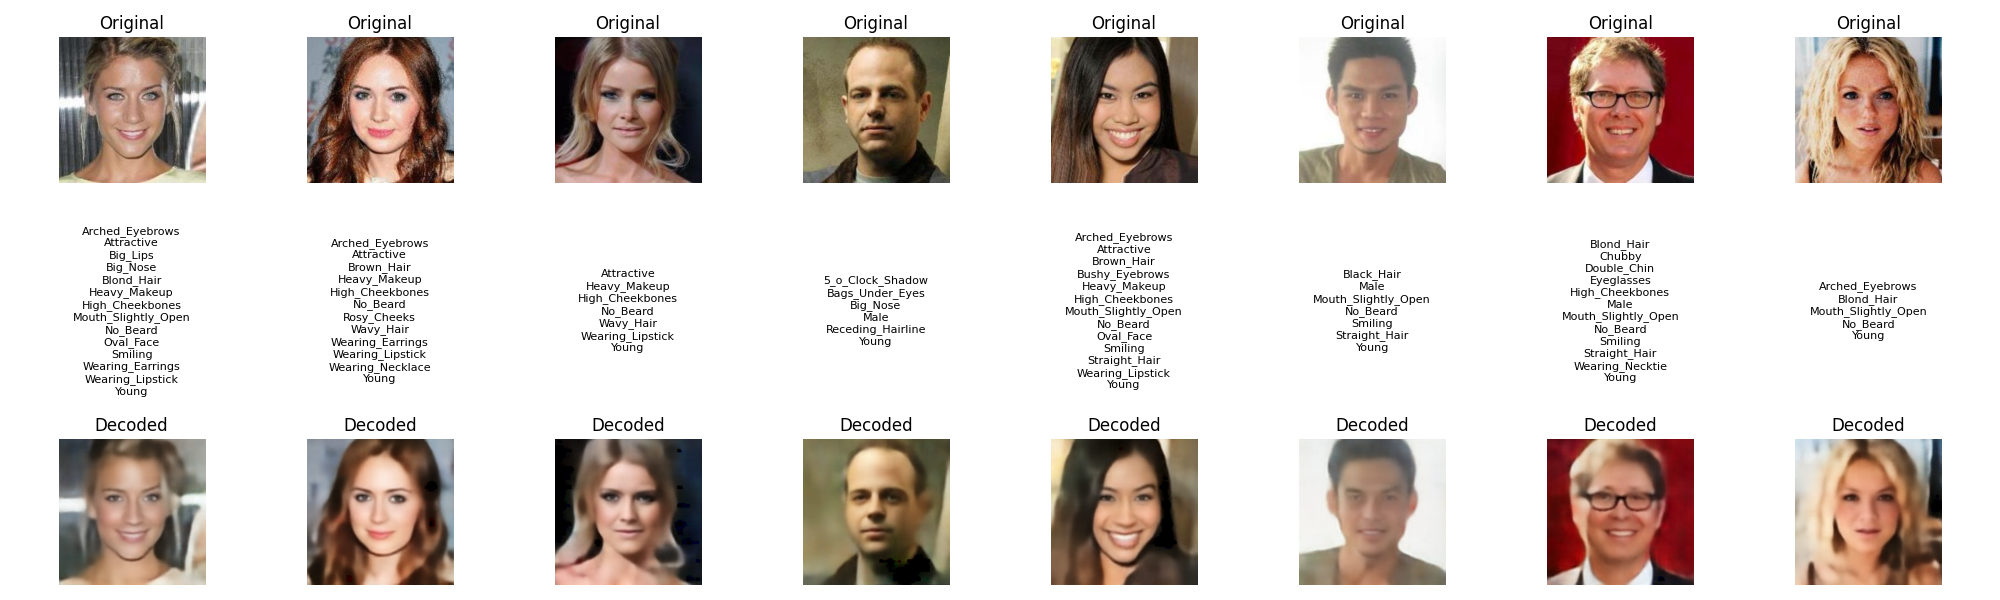 Original
Original
Original
Original
Original
Original
Original
Original
Arched_Eyebrows
Attractive
Big_Lips
Big_Nose
Blond_Hair
Heavy_Makeup
High_Cheekbones
Mouth_Slightly_Open
No_Beard
Oval_Face
Smiling
Wearing_Earrings
Wearing_Lipstick
Young
Arched_Eyebrows
Attractive
Brown_Hair
Heavy_Makeup
High_Cheekbones
No_Beard
Rosy_Cheeks
Wavy_Hair
Wearing_Earrings
Wearing_Lipstick
Wearing_Necklace
Young
Attractive
Heavy_Makeup
High_Cheekbones
No_Beard
Wavy_Hair
Wearing_Lipstick
Young
5_o_Clock_Shadow
Bags_Under_Eyes
Big_Nose
Male
Receding_Hairline
Young
Arched_Eyebrows
Attractive
Brown_Hair
Bushy_Eyebrows
Heavy_Makeup
High_Cheekbones
Mouth_Slightly_Open
No_Beard
Oval_Face
Smiling
Straight_Hair
Wearing_Lipstick
Young
Black_Hair
Male
Mouth_Slightly_Open
No_Beard
Smiling
Straight_Hair
Young
Blond_Hair
Chubby
Double_Chin
Eyeglasses
High_Cheekbones
Male
Mouth_Slightly_Open
No_Beard
Smiling
Straight_Hair
Wearing_Necktie
Young
Arched_Eyebrows
Blond_Hair
Mouth_Slightly_Open
No_Beard
Young
Decoded
Decoded
Decoded
Decoded
Decoded
Decoded
Decoded
Decoded